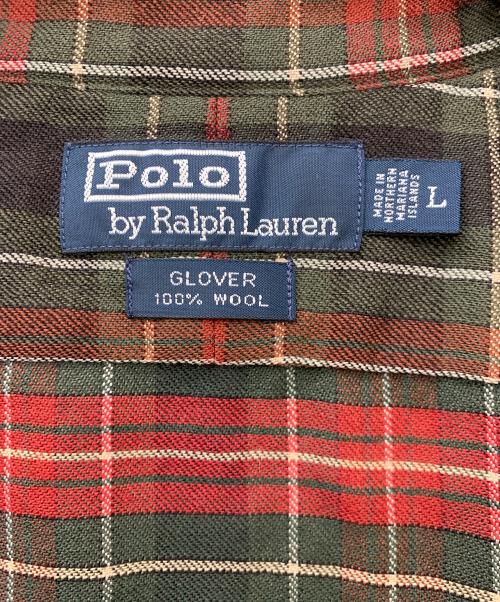 Polo
by Ralph Lauren
MADE IN
NORTHERN
MARIANA
ISLANDS
L
GLOVER
100% WOOL